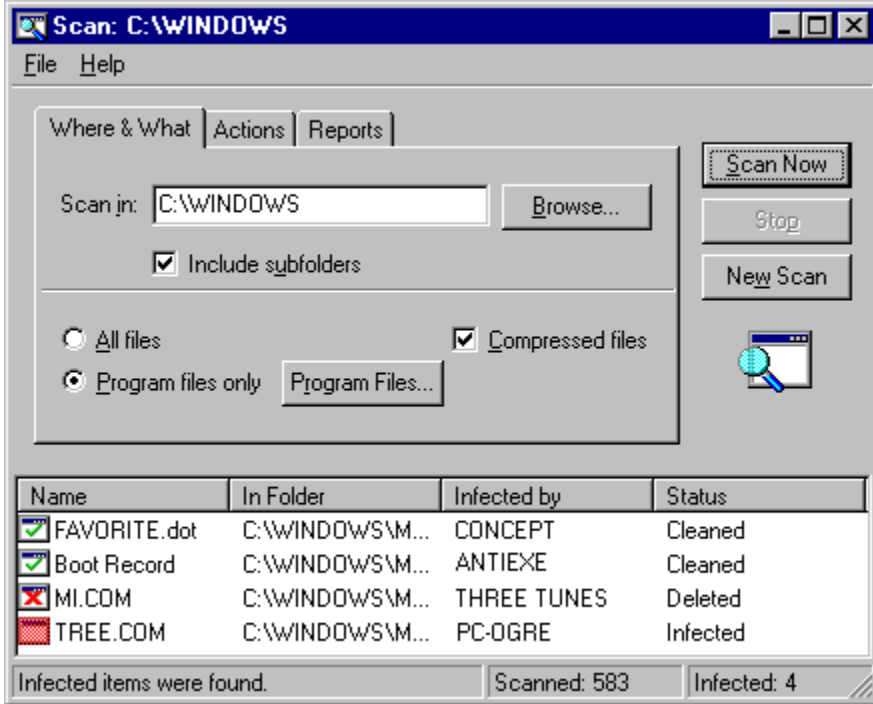 Scan: C:\WINDOWS
File Help
Where & What Actions Reports
Scan in: C:\WINDOWS Browse...
Include subfolders
All files
Compressed files
Program files only Program Files...
Scan Now
Stop
New Scan
Name In Folder Infected by Status
FAVORITE.dot C:\WINDOWS\M... CONCEPT Cleaned
Boot Record C:\WINDOWS\M... ANTIEXE Cleaned
MI.COM C:\WINDOWS\M... THREE TUNES Deleted
TREE.COM C:\WINDOWS\M... PC-OGRE Infected
Infected items were found. Scanned: 583 Infected: 4